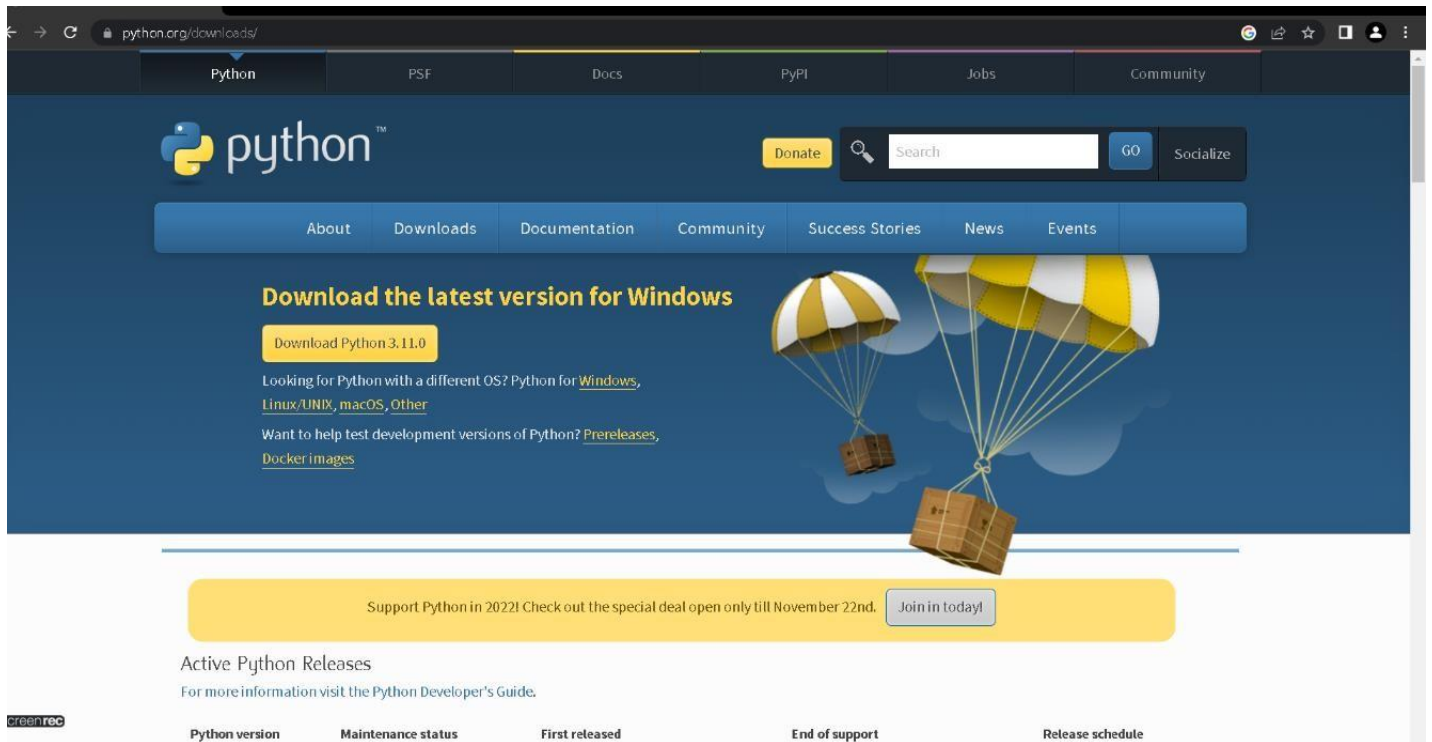 python.org/downloads/
Python PSF Docs PyPI Jobs Community
python™
Donate Search GO Socialize
About Downloads Documentation Community Success Stories News Events
Download the latest version for Windows
Download Python 3.11.0
Looking for Python with a different OS? Python for Windows,
Linux/UNIX, macOS, Other
Want to help test development versions of Python? Prereleases,
Docker images
Support Python in 2022! Check out the special deal open only till November 22nd. Join in today!
Active Python Releases
For more information visit the Python Developer's Guide.
creenrec
Python version Maintenance status First released End of support Release schedule